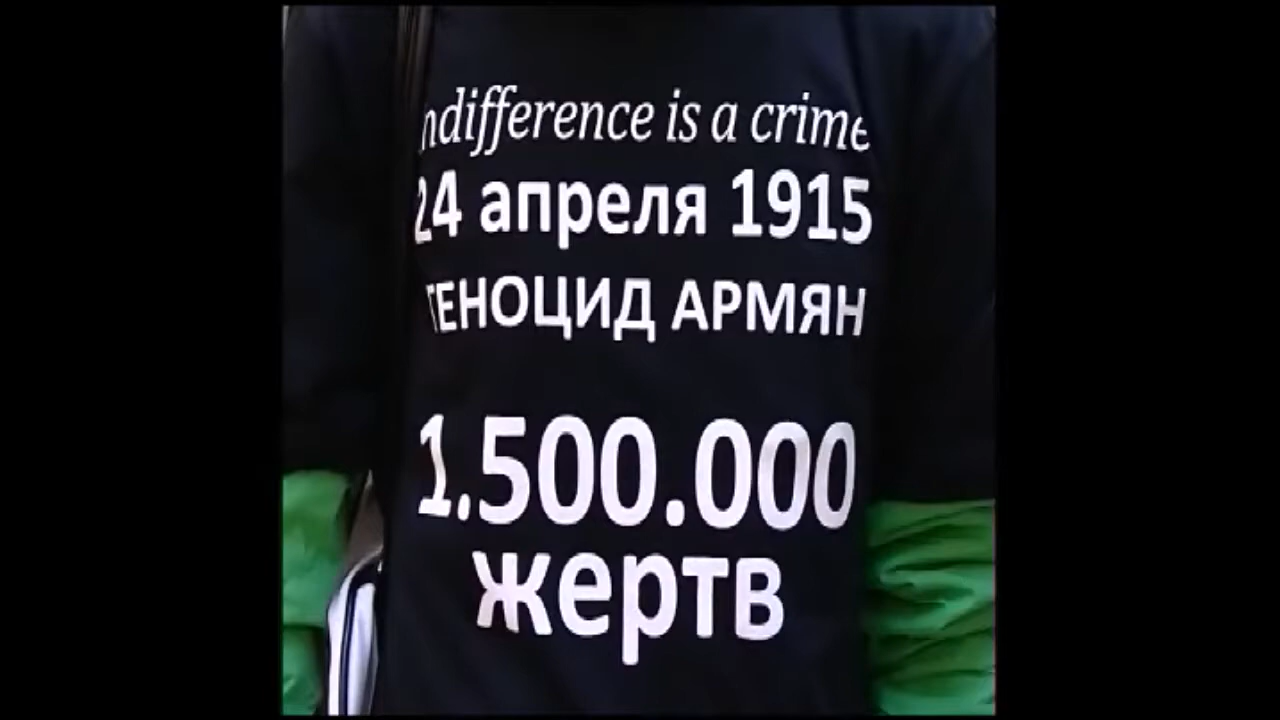 ndifference is a crime
24 апреля 1915
ГЕНОЦИД АРМЯН
1.500.000
жертв